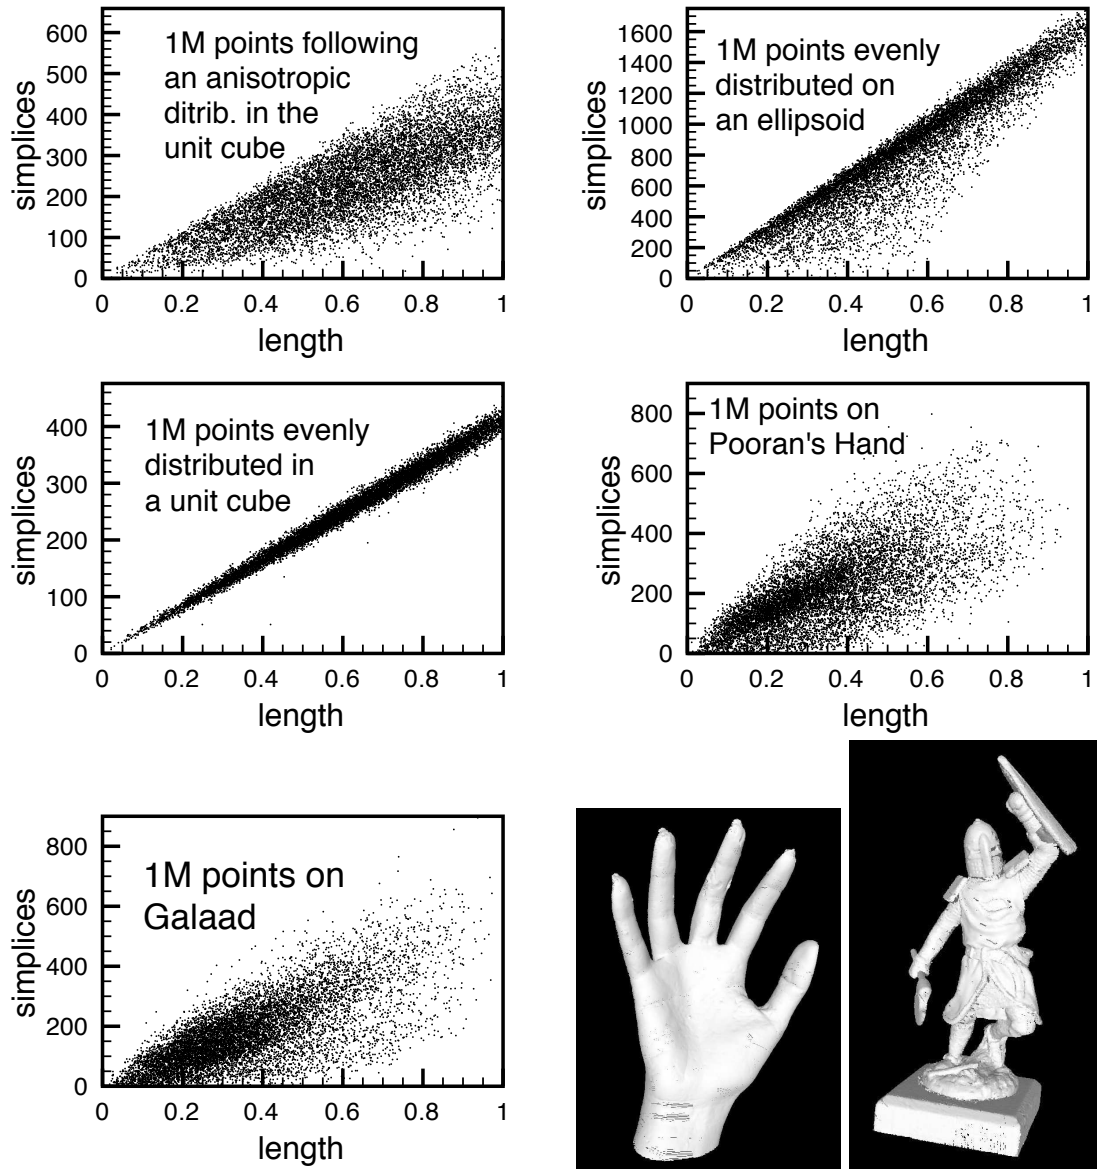 600
500
400
300
200
100
0
simplices
1M points following
an anisotropic
ditrib. in the
unit cube
0 0.2 0.4 0.6 0.8 1
length
1600
1400
1200
1000
800
600
400
200
0
simplices
1M points evenly
distributed on
an ellipsoid
0 0.2 0.4 0.6 0.8 1
length
400
300
200
100
0
simplices
1M points evenly
distributed in
a unit cube
0 0.2 0.4 0.6 0.8 1
length
800
600
400
200
0
simplices
1M points on
Pooran's Hand
0 0.2 0.4 0.6 0.8 1
length
800
600
400
200
0
simplices
1M points on
Galaad
0 0.2 0.4 0.6 0.8 1
length